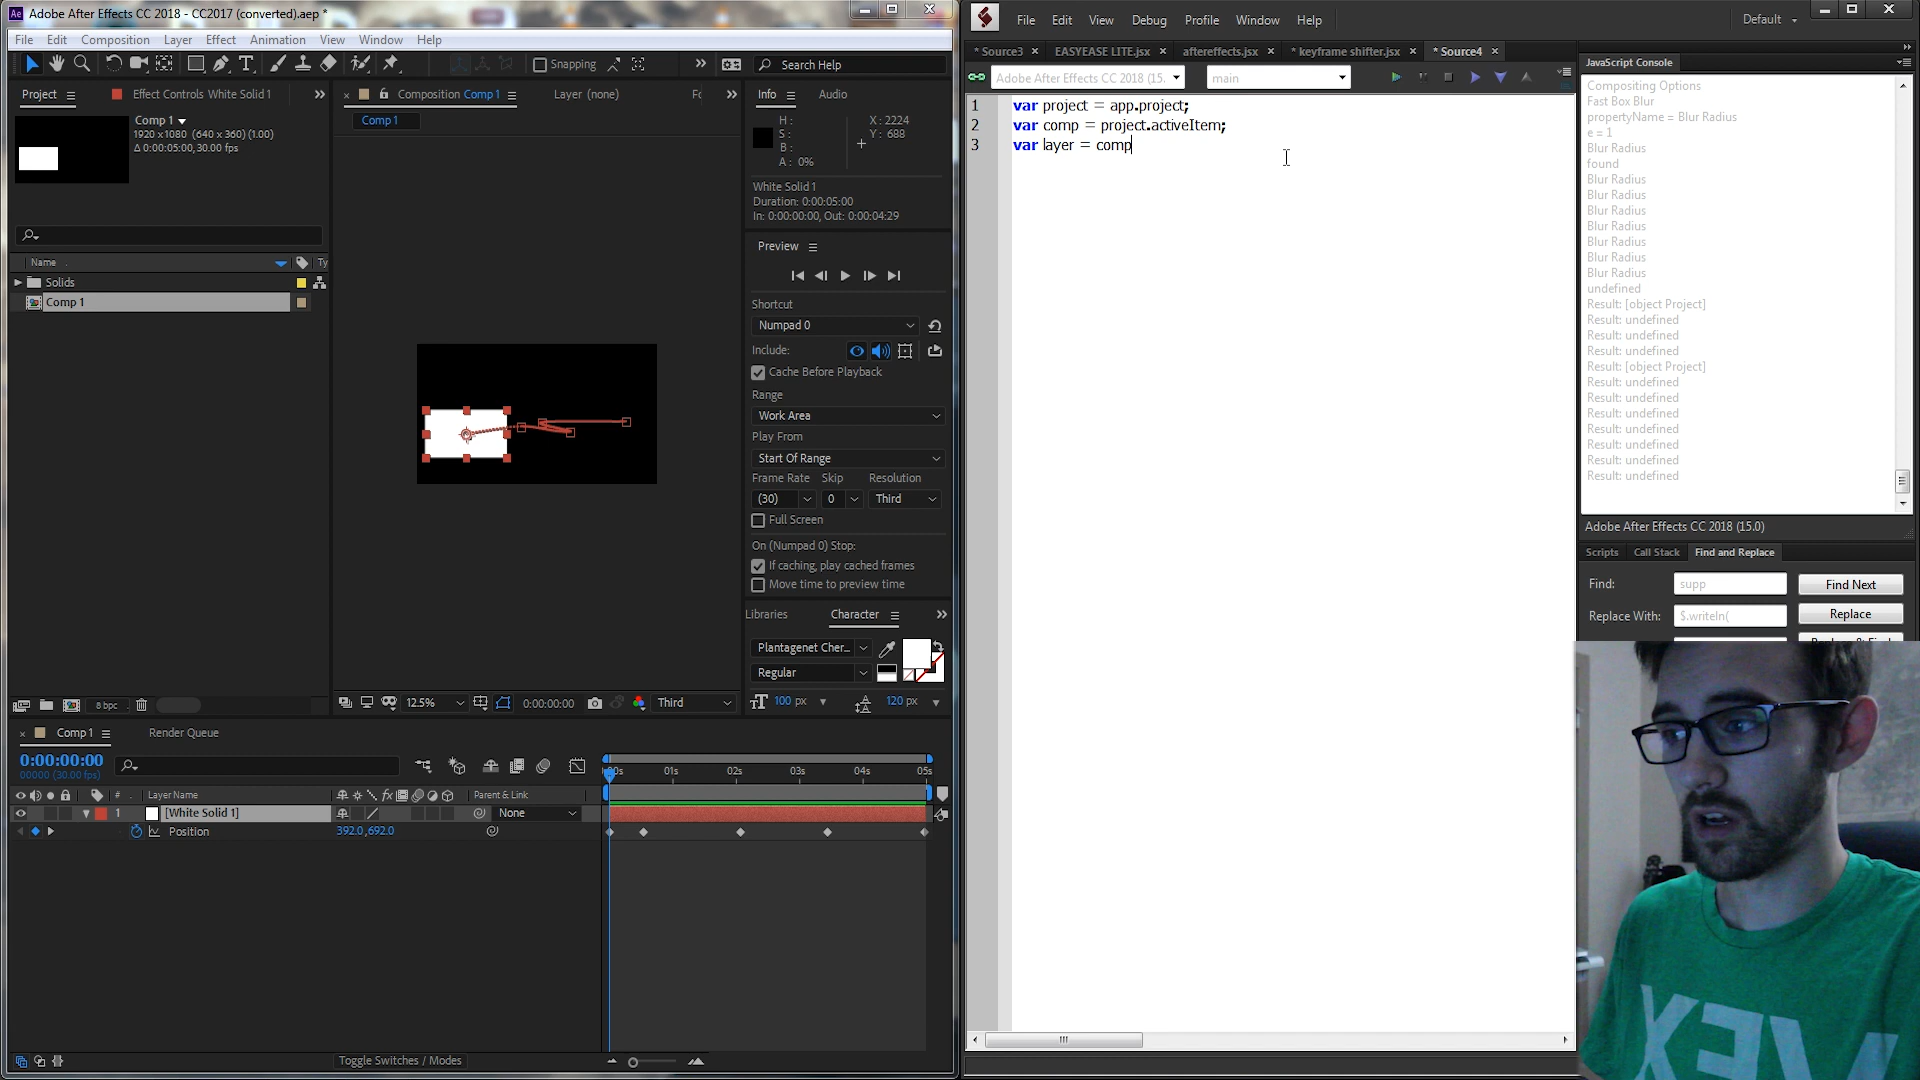 Ae Adobe After Effects CC 2018 - CC2017 (converted).aep *
File Edit Composition Layer Effect Animation View Window Help
T Snapping Search Help
Project Effect Controls White Solid 1
Comp 1
1920 x1080 (640 x 360) (1.00)
Δ 0:00:05:00, 30.00 fps
Name Ty
Solids
Comp 1
8 bpc
Composition Comp 1 Layer (none) Fc
Comp 1
12.5% 0:00:00:00 Third
Info Audio
H: X: 2224
S: Y: 688
B:
A: 0%
White Solid 1
Duration: 0:00:05:00
In: 0:00:00:00, Out: 0:00:04:29
Preview
Shortcut
Numpad 0
Include:
Cache Before Playback
Range
Work Area
Play From
Start Of Range
Frame Rate Skip Resolution
(30) 0 Third
Full Screen
On (Numpad 0) Stop:
If caching, play cached frames
Move time to preview time
Libraries Character
Plantagenet Cher...
Regular
100 px 120 px
Comp 1 Render Queue
0:00:00:00
00000 (30.00 fps)
:00s 01s 02s 03s 04s 05s
# Layer Name fx Parent & Link
1 [White Solid 1] None
Position 392.0,692.0
Toggle Switches / Modes
File Edit View Debug Profile Window Help Default
* Source3 EASYEASE LITE.jsx aftereffects.jsx * keyframe shifter.jsx * Source4
Adobe After Effects CC 2018 (15. main
1 var project = app.project;
2 var comp = project.activeItem;
3 var layer = comp
JavaScript Console
Compositing Options
Fast Box Blur
propertyName = Blur Radius
e = 1
Blur Radius
found
Blur Radius
Blur Radius
Blur Radius
Blur Radius
Blur Radius
Blur Radius
Blur Radius
undefined
Result: [object Project]
Result: undefined
Result: undefined
Result: undefined
Result: [object Project]
Result: undefined
Result: undefined
Result: undefined
Result: undefined
Result: undefined
Result: undefined
Result: undefined
Adobe After Effects CC 2018 (15.0)
Scripts Call Stack Find and Replace
Find: supp Find Next
Replace With: $.writeln( Replace